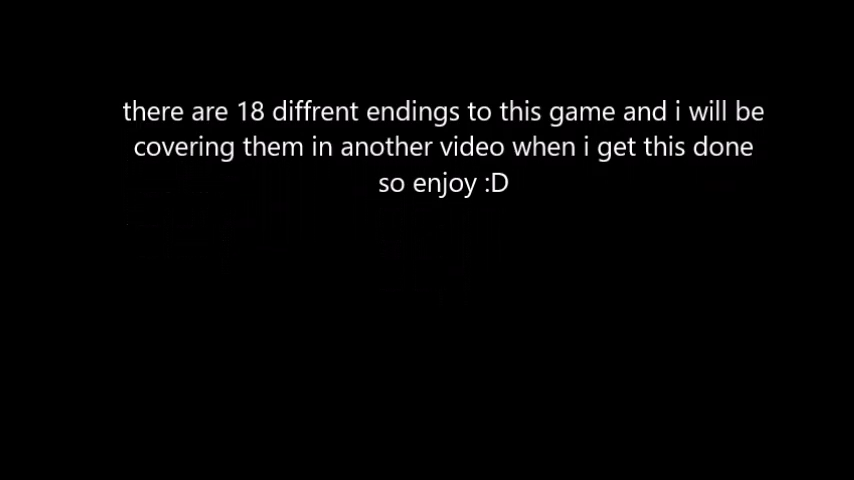 there are 18 diffrent endings to this game and i will be
covering them in another video when i get this done
so enjoy :D